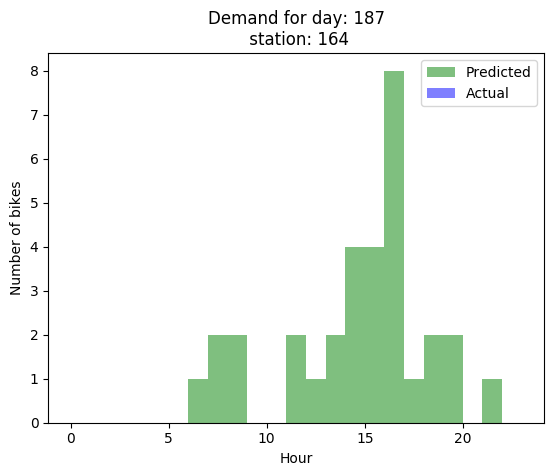 Demand for day: 187
station: 164
Predicted
Actual
Number of bikes
8
7
6
5
4
3
2
1
0
0 5 10 15 20
Hour